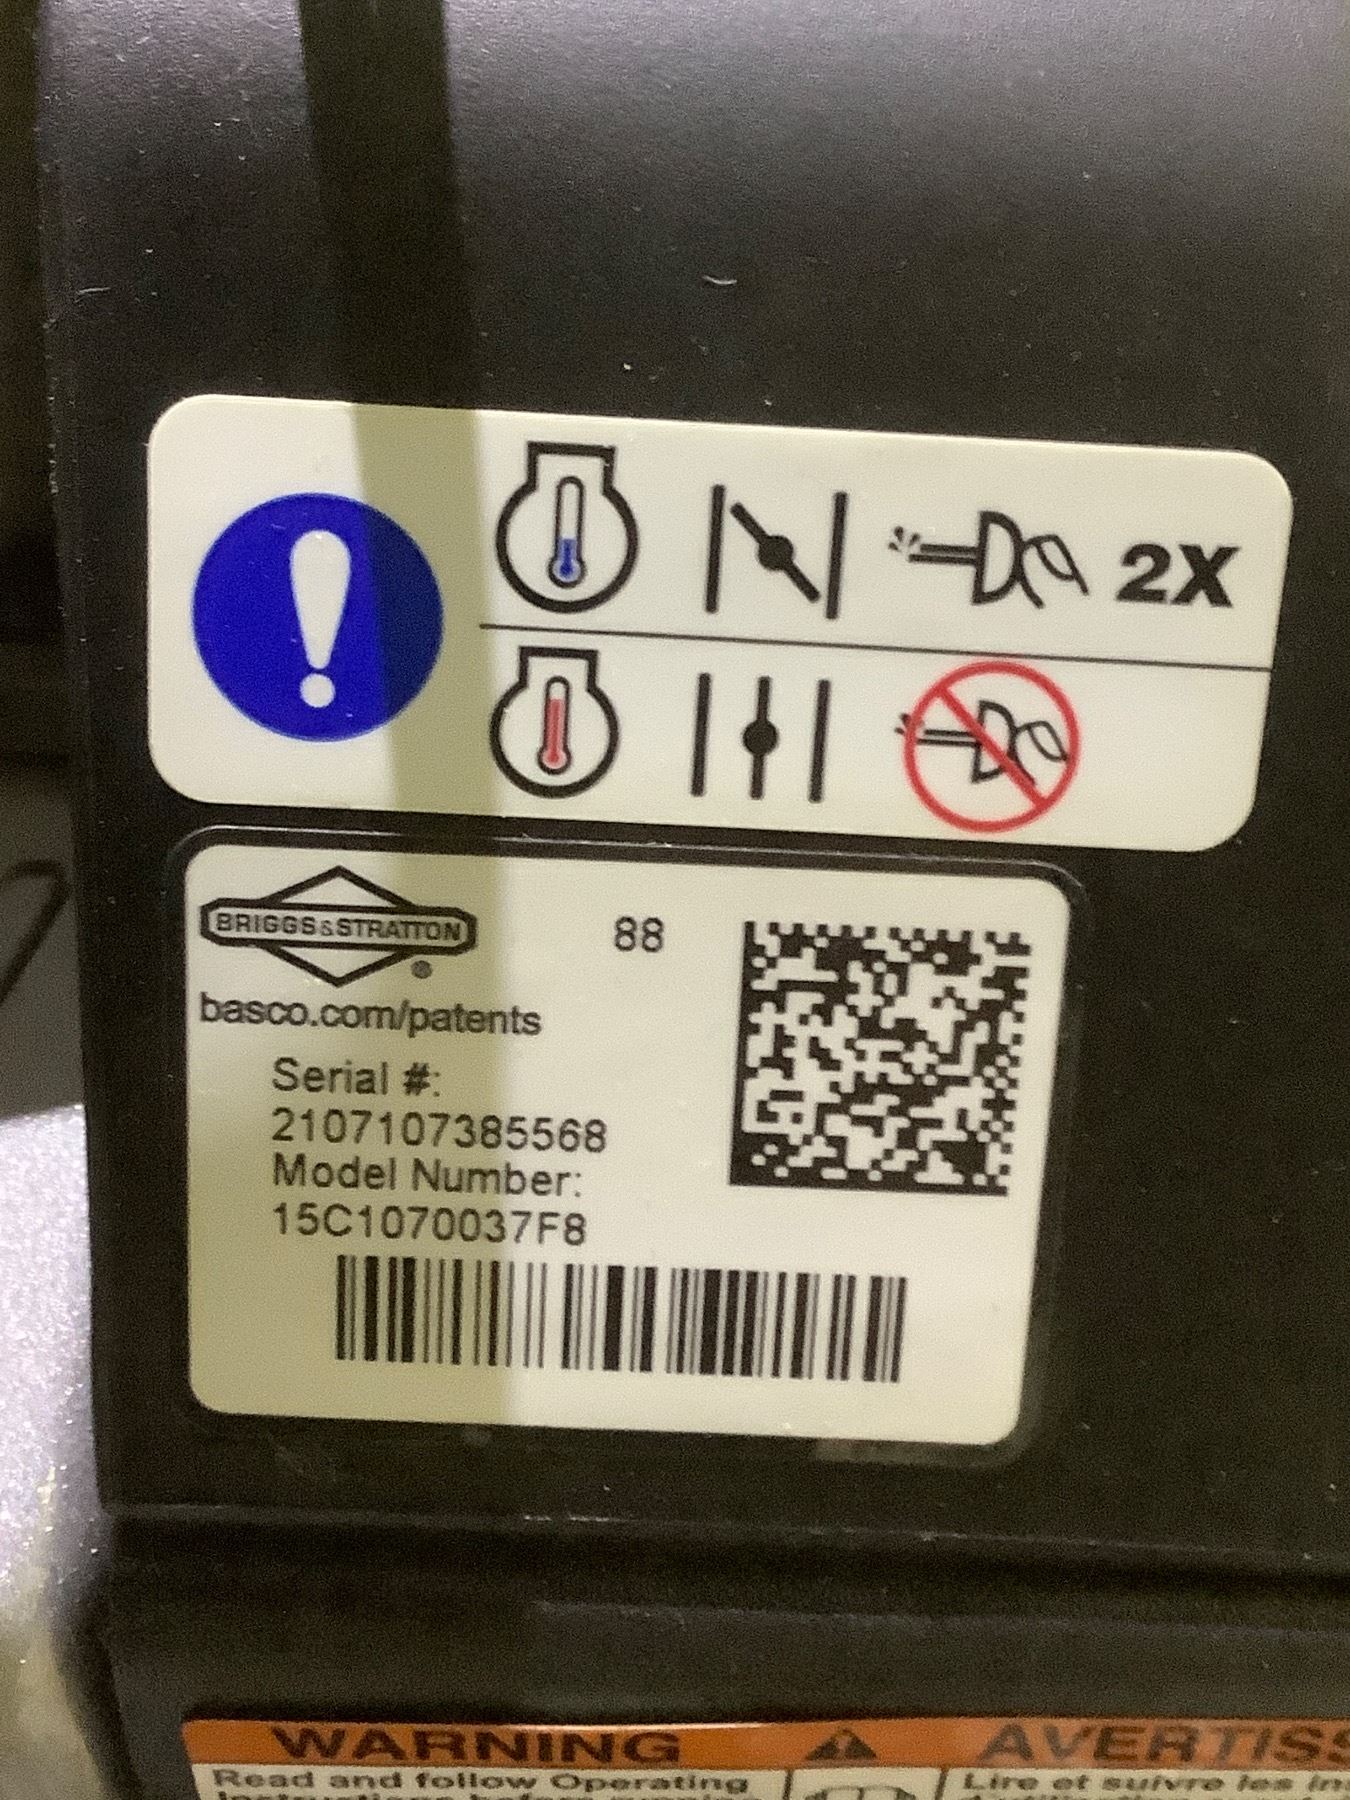 2X
BRIGGS&STRATTON
®
88
basco.com/patents
Serial #:
2107107385568
Model Number:
15C1070037F8
WARNING
AVERTISS
Read and follow Operating
Lire et suivre les in